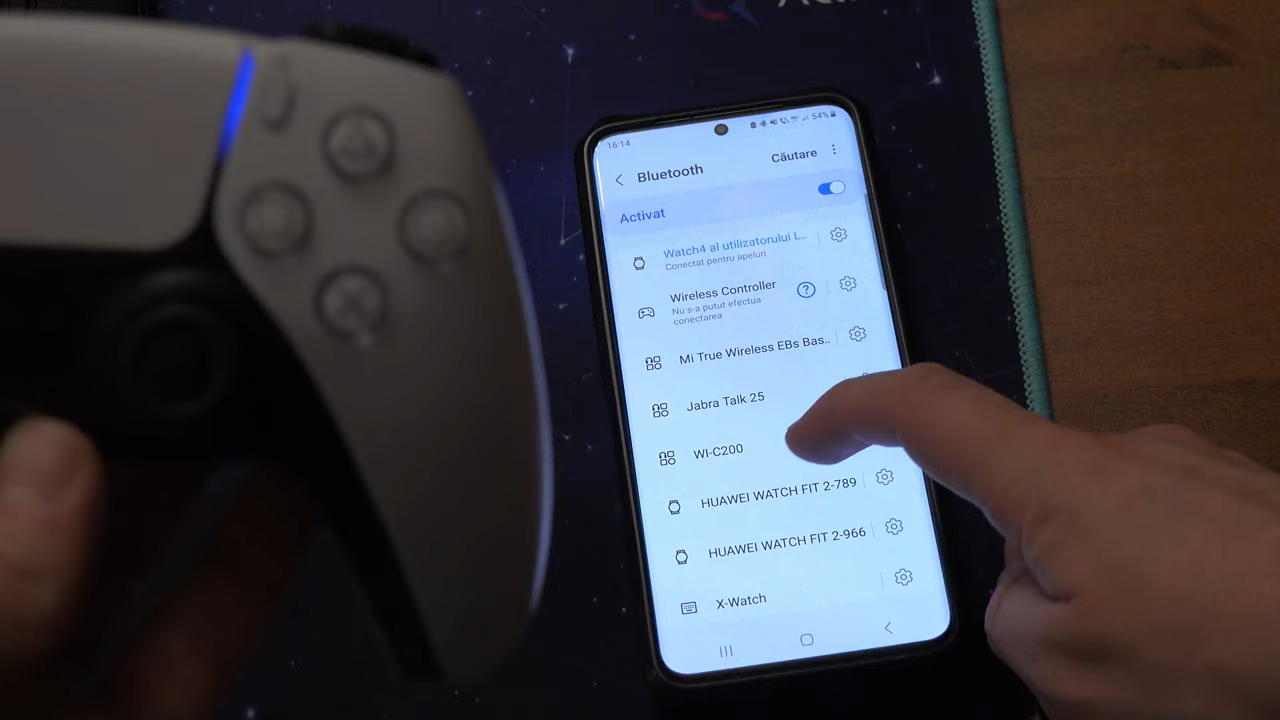 16:14
54%
Bluetooth
Căutare
Activat
Watch4 al utilizatorului L..
Conectat pentru apeluri
Wireless Controller
Nu s-a putut efectua
conectarea
Mi True Wireless EBs Bas..
Jabra Talk 25
WI-C200
HUAWEI WATCH FIT 2-789
HUAWEI WATCH FIT 2-966
X-Watch